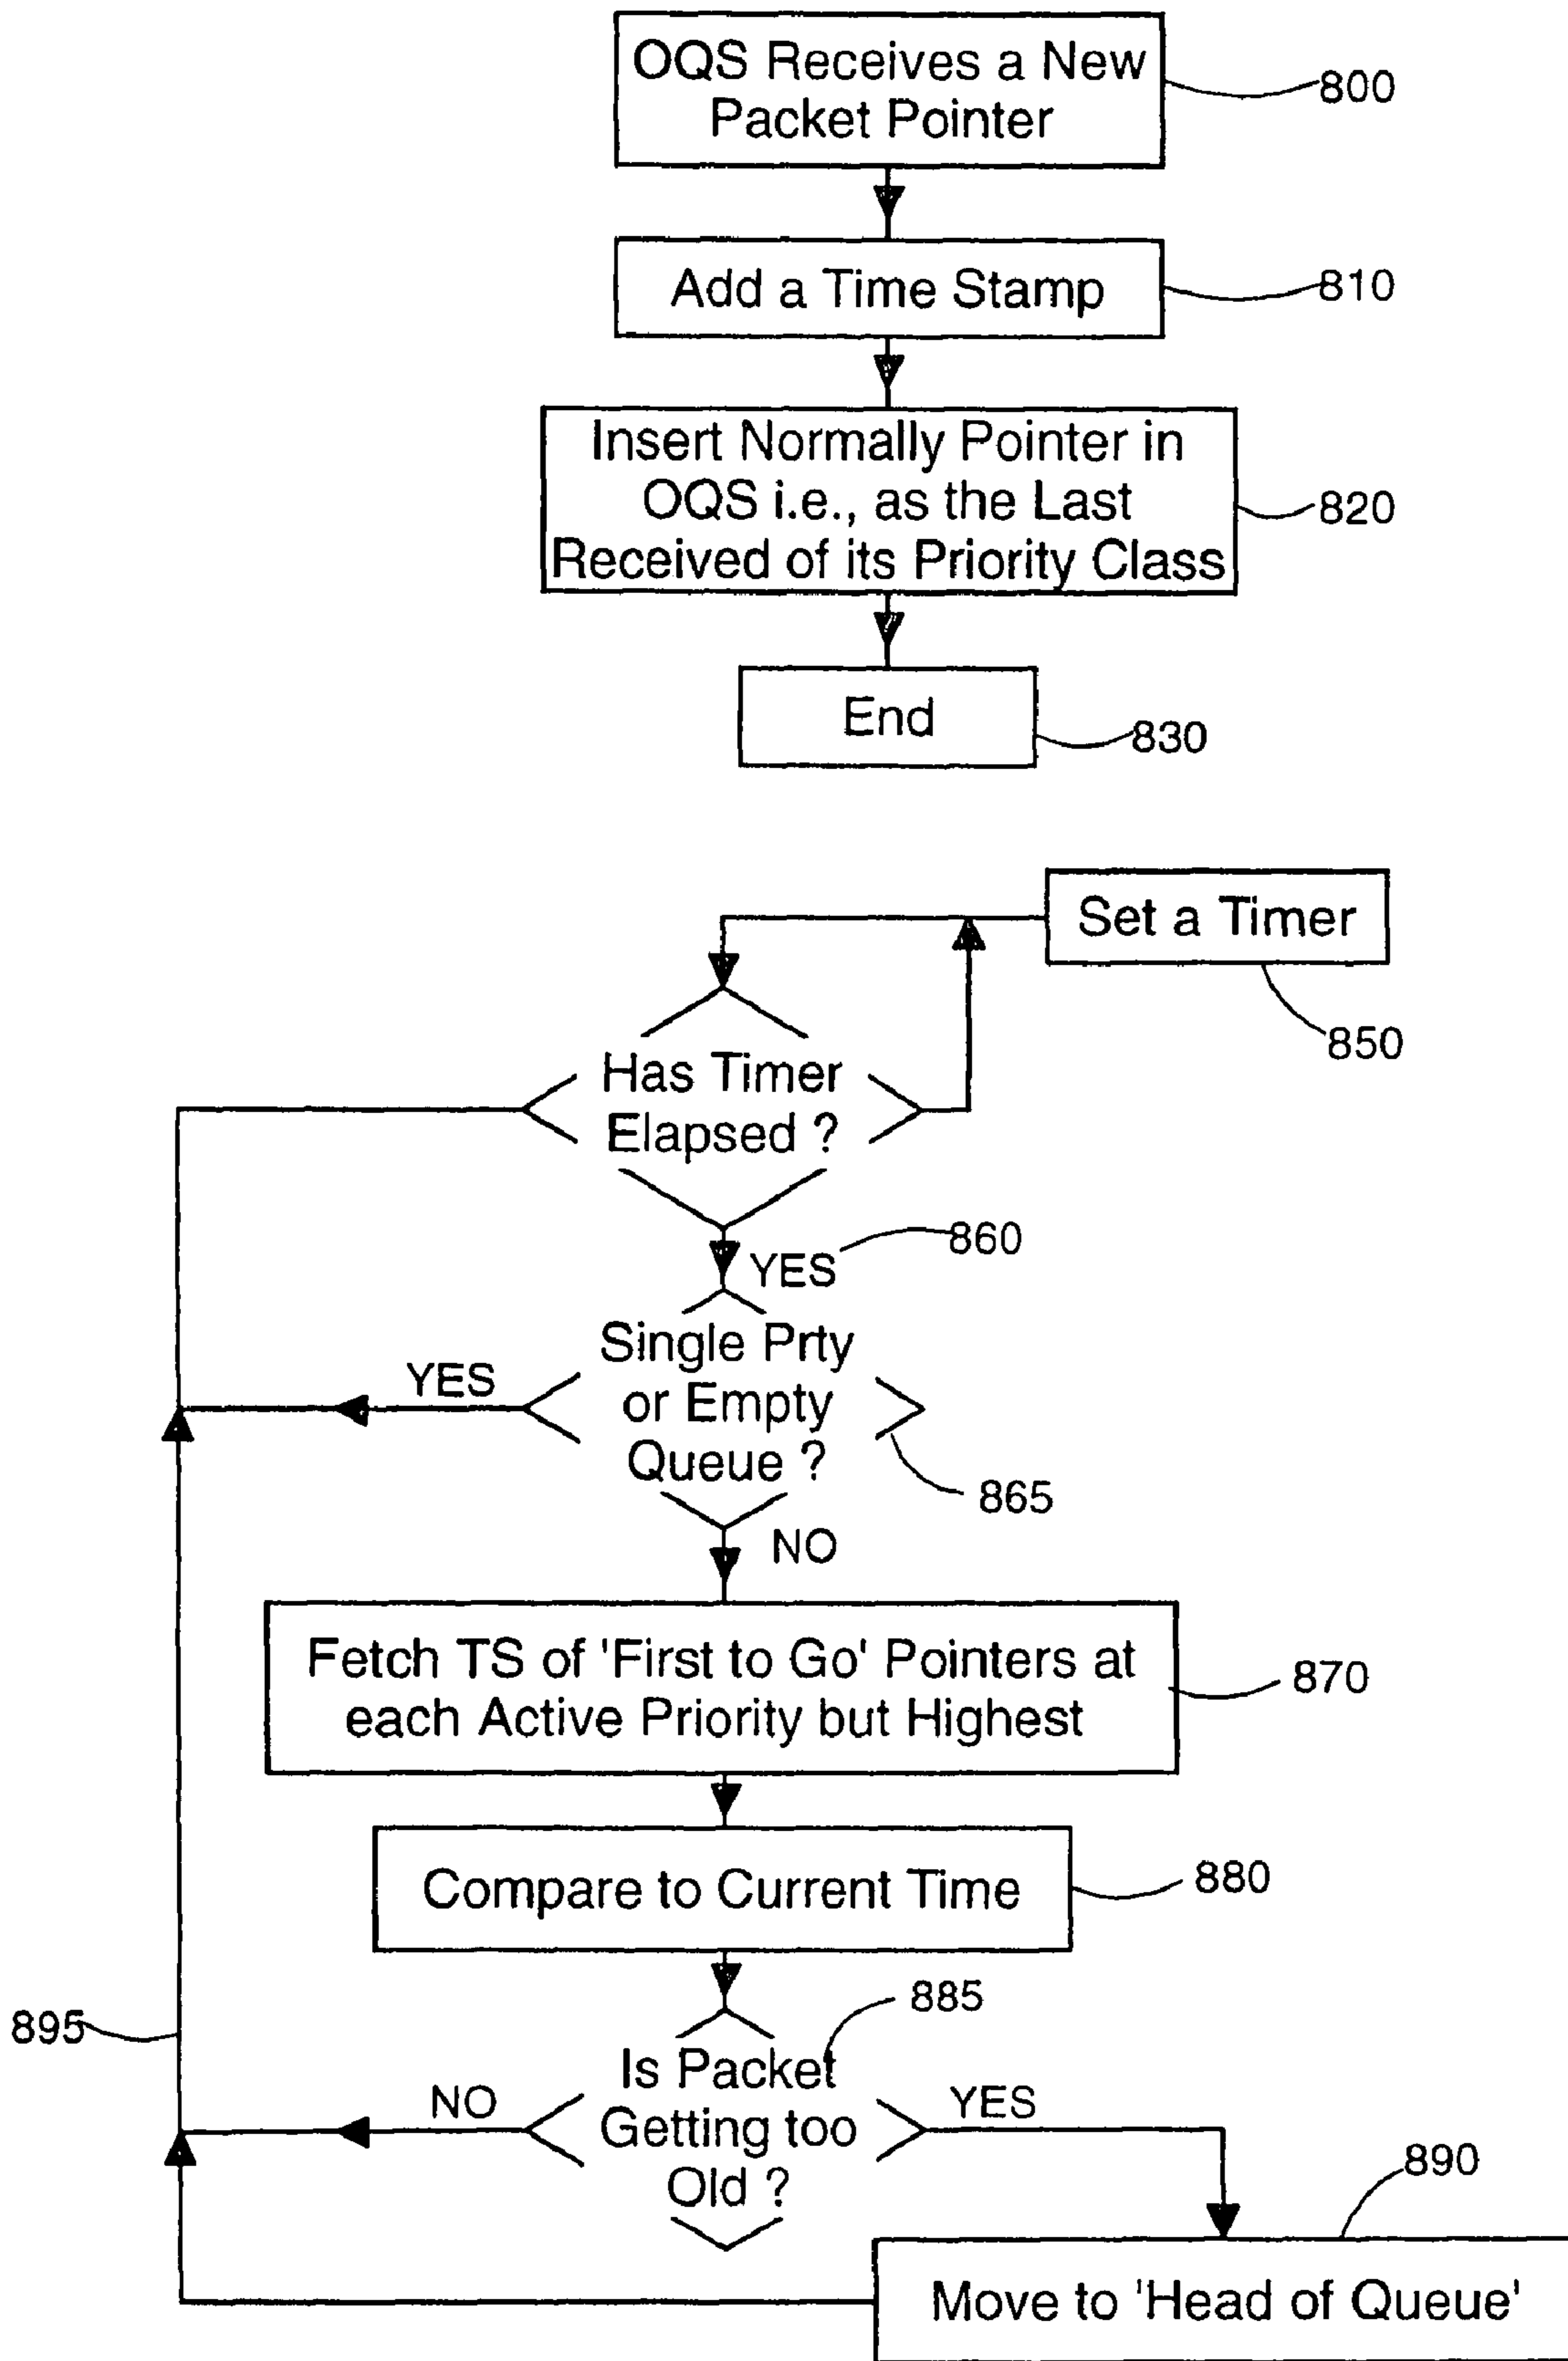 OQS Receives a New
Packet Pointer
800
Add a Time Stamp
810
Insert Normally Pointer in
OQS i.e., as the Last
Received of its Priority Class
820
End
830
Set a Timer
850
Has Timer
Elapsed ?
860
YES
Single Prty
or Empty
Queue ?
YES
865
NO
Fetch TS of 'First to Go' Pointers at
each Active Priority but Highest
870
Compare to Current Time
880
885
895
Is Packet
Getting too
Old ?
NO
YES
890
Move to 'Head of Queue'